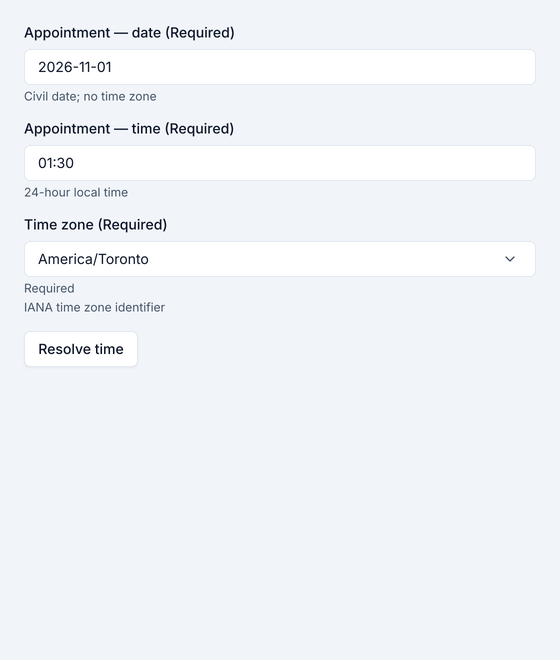 Appointment — date (Required)
2026-11-01
Civil date; no time zone
Appointment — time (Required)
01:30
24-hour local time
Time zone (Required)
America/Toronto
Required
IANA time zone identifier
Resolve time